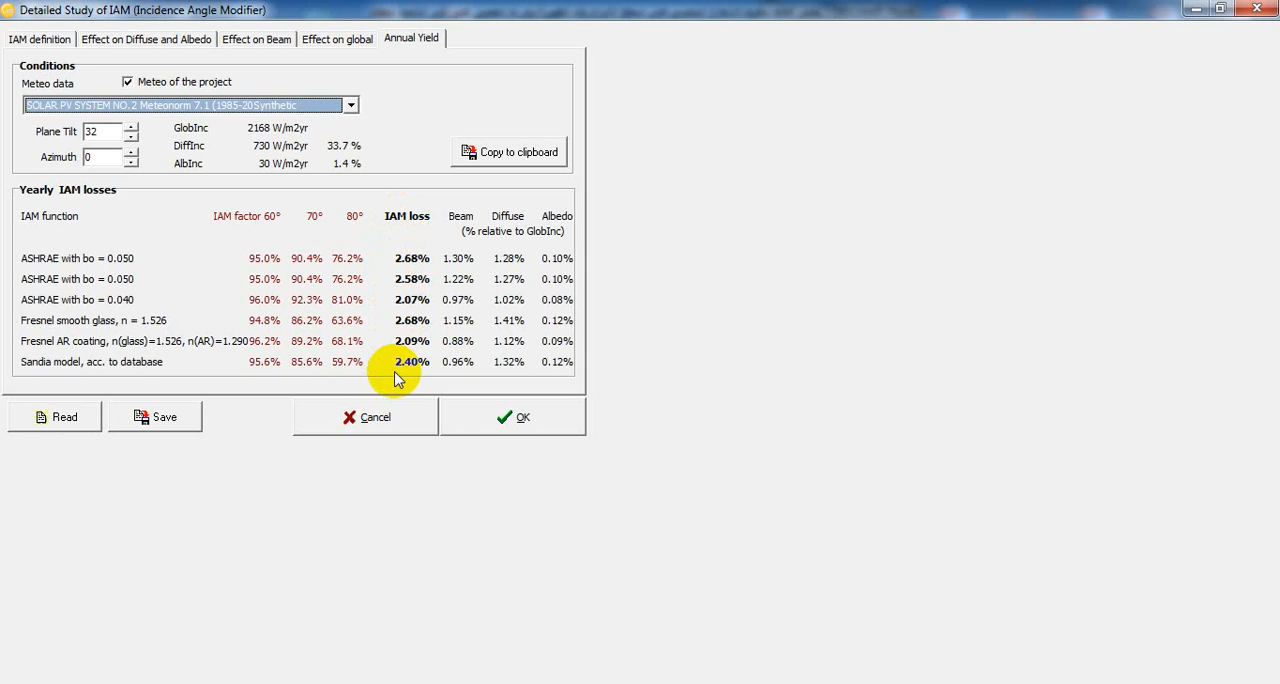 Detailed Study of IAM (Incidence Angle Modifier)
IAM definition Effect on Diffuse and Albedo Effect on Beam Effect on global Annual Yield
Conditions
Meteo data Meteo of the project
SOLAR PV SYSTEM NO.2 Meteonorm 7.1 (1985-20Synthetic
Plane Tilt 32 GlobInc 2168 W/m2yr
DiffInc 730 W/m2yr 33.7 %
Azimuth 0 AlbInc 30 W/m2yr 1.4 %
Copy to clipboard
Yearly IAM losses
IAM function IAM factor 60° 70° 80° IAM loss Beam Diffuse Albedo
(% relative to GlobInc)
ASHRAE with bo = 0.050 95.0% 90.4% 76.2% 2.68% 1.30% 1.28% 0.10%
ASHRAE with bo = 0.050 95.0% 90.4% 76.2% 2.58% 1.22% 1.27% 0.10%
ASHRAE with bo = 0.040 96.0% 92.3% 81.0% 2.07% 0.97% 1.02% 0.08%
Fresnel smooth glass, n = 1.526 94.8% 86.2% 63.6% 2.68% 1.15% 1.41% 0.12%
Fresnel AR coating, n(glass)=1.526, n(AR)=1.290 96.2% 89.2% 68.1% 2.09% 0.88% 1.12% 0.09%
Sandia model, acc. to database 95.6% 85.6% 59.7% 2.40% 0.96% 1.32% 0.12%
Read Save Cancel OK